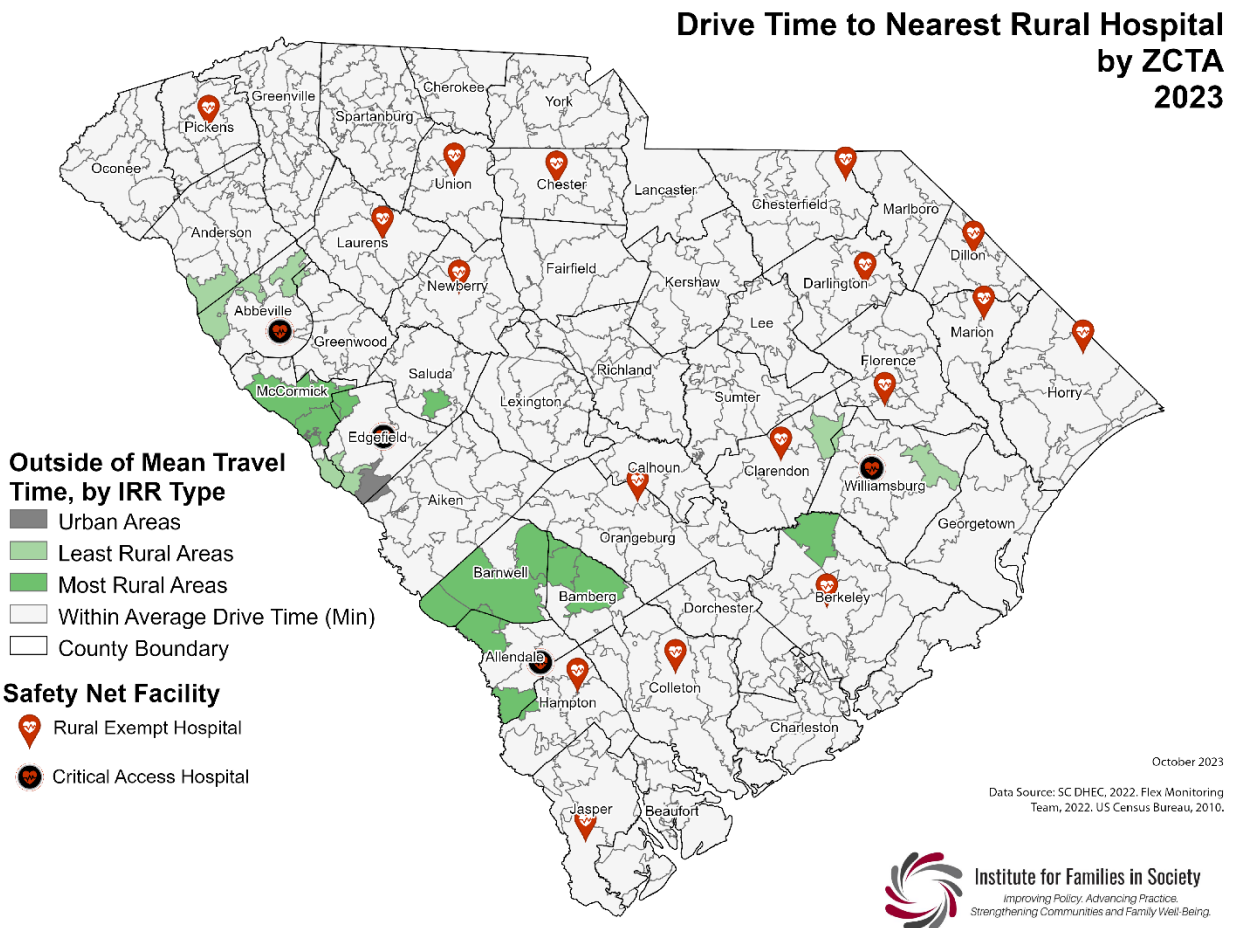 Drive Time to Nearest Rural Hospital
by ZCTA
2023
Cherokee
Greenville
York
Spartanburg
Pickens
Oconee
Union
Chester
Lancaster
Chesterfield
Marlboro
Anderson
Laurens
Dillon
Fairfield
Newberry
Kershaw
Darlington
Abbeville
Lee
Marion
Greenwood
Florence
Saluda
Richland
McCormick
Lexington
Sumter
Horry
Edgefield
Calhoun
Clarendon
Williamsburg
Aiken
Georgetown
Orangeburg
Barnwell
Bamberg
Berkeley
Dorchester
Allendale
Colleton
Hampton
Charleston
Jasper
Beaufort
Outside of Mean Travel
Time, by IRR Type
Urban Areas
Least Rural Areas
Most Rural Areas
Within Average Drive Time (Min)
County Boundary
Safety Net Facility
Rural Exempt Hospital
Critical Access Hospital
October 2023
Data Source: SC DHEC, 2022. Flex Monitoring
Team, 2022. US Census Bureau, 2010.
Institute for Families in Society
Improving Policy. Advancing Practice.
Strengthening Communities and Family Well-Being.